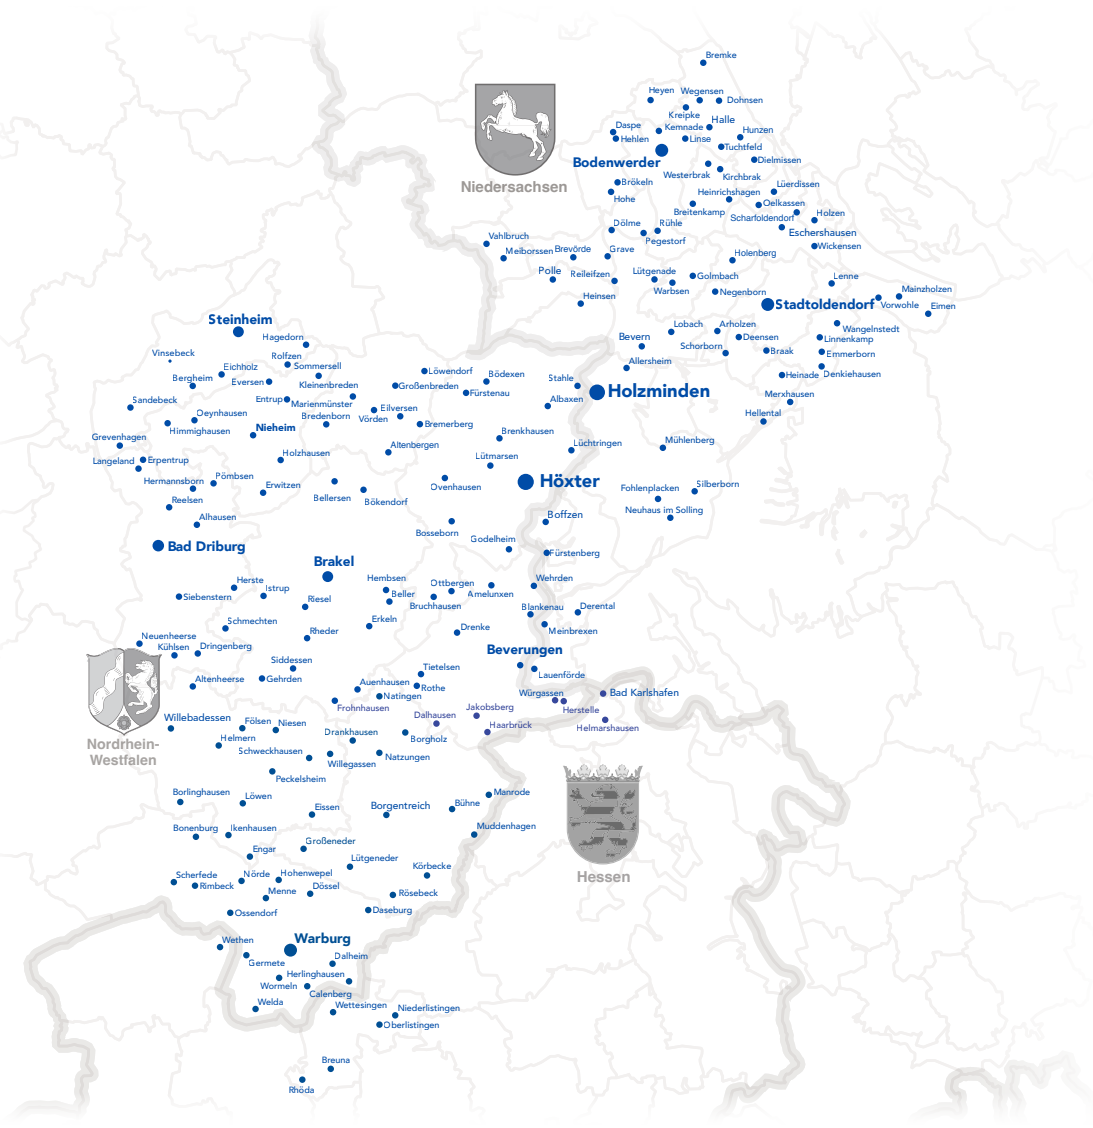 Bremke
Heyen
Wegensen
Dohnsen
Kreipke
Daspe
Kemnade
Halle
Hunzen
Hehlen
Linse
Tuchtfeld
Bodenwerder
Dielmissen
Westerbrak
Kirchbrak
Niedersachsen
Brökeln
Heinrichshagen
Lüerdissen
Hohe
Oelkassen
Breitenkamp
Scharfoldendorf
Holzen
Dölme
Rühle
Eschershausen
Vahlbruch
Pegestorf
Wickensen
Meiborssen
Brevörde
Grave
Holenberg
Polle
Reileifzen
Lütgenade
Golmbach
Lenne
Warbsen
Negenborn
Mainzholzen
Heinsen
Stadtoldendorf
Vorwohle
Eimen
Steinheim
Lobach
Arholzen
Wangelnstedt
Hagedorn
Bevern
Deensen
Linnenkamp
Schorborn
Vinsebeck
Rolfzen
Braak
Emmerborn
Eichholz
Sommersell
Allersheim
Löwendorf
Bödexen
Stahle
Heinade
Denkiehausen
Bergheim
Eversen
Kleinenbreden
Großenbreden
Fürstenau
Holzminden
Merxhausen
Sandebeck
Entrup
Marienmünster
Albaxen
Oeynhausen
Bredenborn
Vörden
Eilversen
Hellental
Himmighausen
Nieheim
Bremerberg
Brenkhausen
Grevenhagen
Altenbergen
Lüchtringen
Mühlenberg
Langeland
Erpentrup
Holzhausen
Lütmarsen
Hermannsborn
Pömbsen
Erwitzen
Ovenhausen
Höxter
Fohlenplacken
Silberborn
Reelsen
Bellersen
Bökendorf
Neuhaus im Solling
Alhausen
Boffzen
Bosseborn
Godelheim
Bad Driburg
Fürstenberg
Brakel
Herste
Istrup
Hembsen
Ottbergen
Wehrden
Siebenstern
Riesel
Beller
Bruchhausen
Amelunxen
Blankenau
Derental
Schmechten
Erkeln
Drenke
Meinbrexen
Neuenheerse
Rheder
Kühlsen
Dringenberg
Beverungen
Siddessen
Tietelsen
Lauenförde
Altenheerse
Gehrden
Auenhausen
Rothe
Natingen
Würgassen
Bad Karlshafen
Frohnhausen
Jakobsberg
Herstelle
Willebadessen
Dalhausen
Fölsen
Niesen
Haarbrück
Helmarshausen
Helmern
Drankhausen
Borgholz
Nordrhein-
Westfalen
Schweckhausen
Willegassen
Natzungen
Peckelsheim
Borlinghausen
Löwen
Manrode
Eissen
Borgentreich
Bühne
Bonenburg
Ikenhausen
Muddenhagen
Großeneder
Engar
Lütgeneder
Körbecke
Hessen
Scherfede
Nörde
Hohenwepel
Rimbeck
Menne
Dössel
Rösebeck
Ossendorf
Daseburg
Wethen
Warburg
Germete
Dalheim
Herlinghausen
Wormeln
Calenberg
Welda
Wettesingen
Niederlistingen
Oberlistingen
Breuna
Rhöda